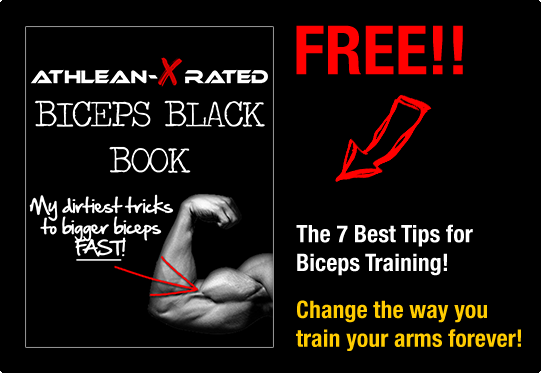 ATHLEAN-X RATED
BICEPS BLACK
BOOK
My dirtiest tricks
to bigger biceps
FAST!
FREE!!
The 7 Best Tips for
Biceps Training!
Change the way you
train your arms forever!